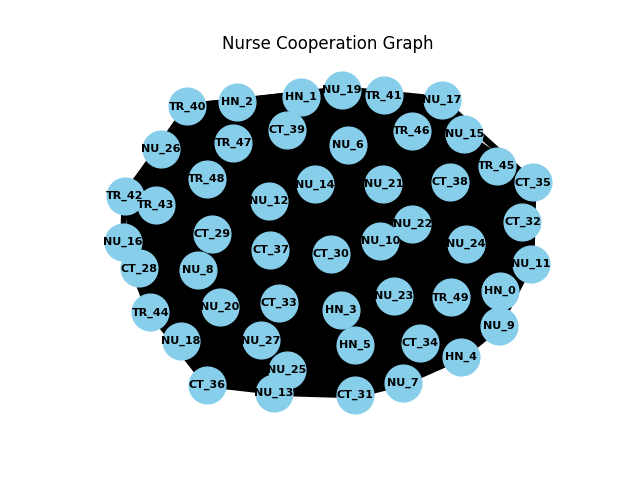 Nurse Cooperation Graph
NU_19
HN_1
TR_41
NU_17
HN_2
TR_40
CT_39
TR_46
NU_15
TR_47
NU_6
NU_26
TR_45
TR_48
NU_14
NU_21
CT_38
CT_35
TR_42
TR_43
NU_12
NU_22
CT_32
CT_29
NU_10
NU_16
NU_24
CT_37
CT_30
CT_28
NU_8
NU_11
HN_0
NU_23
TR_49
CT_33
NU_20
HN_3
TR_44
NU_9
NU_18
NU_27
HN_5
CT_34
HN_4
NU_25
NU_7
CT_36
NU_13
CT_31